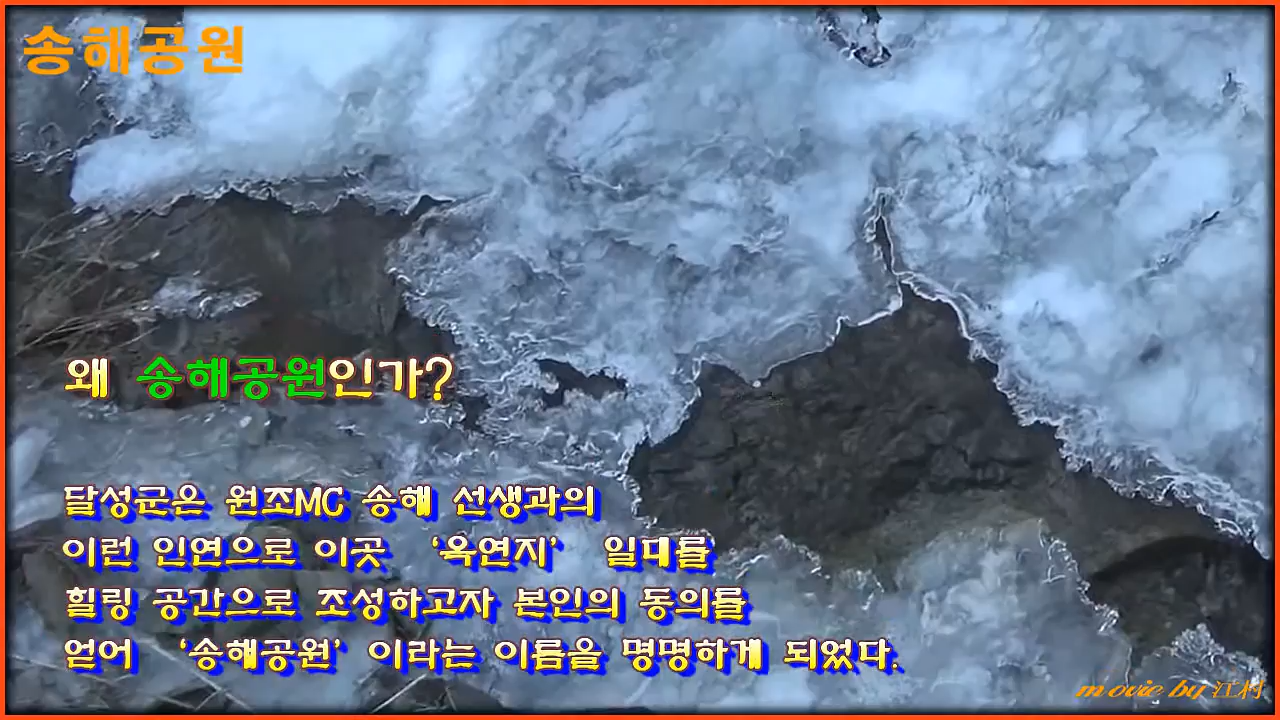 송해공원
왜 송해공원인가?
달성군은 원조MC 송해 선생과의
이런 인연으로 이곳 ‘옥연지’ 일대를
힐링 공간으로 조성하고자 본인의 동의를
얻어 ‘송해공원’ 이라는 이름을 명명하게 되었다.
movie by 江村